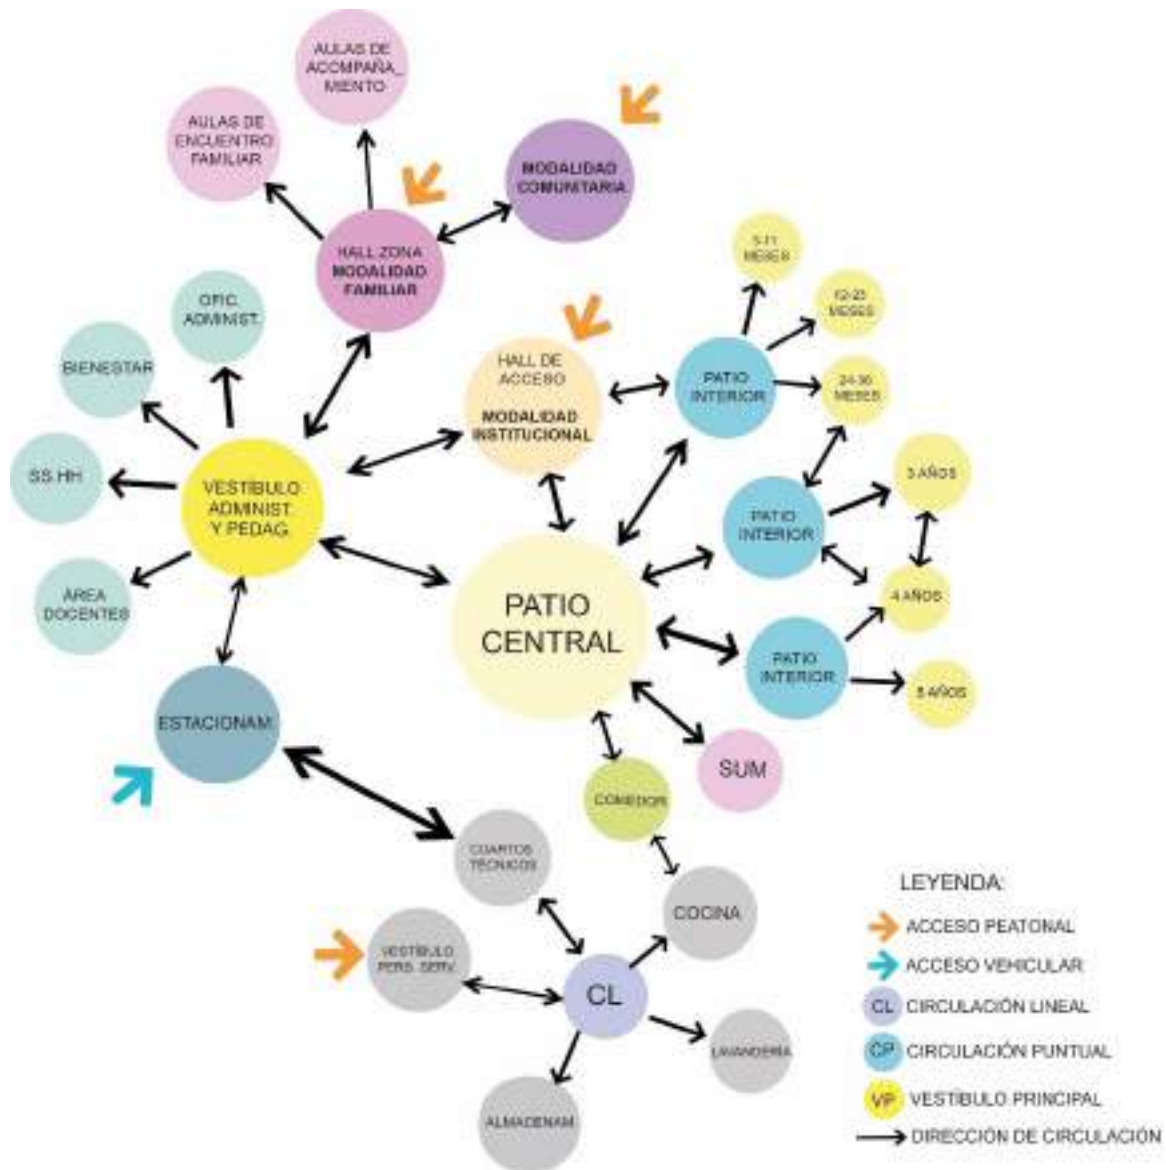 AULAS DE
ACOMPAÑA_
MIENTO
AULAS DE
ENCUENTRO
FAMILIAR
MODALIDAD
COMUNITARIA
HALL ZONA
MODALIDAD
FAMILIAR
OFIC.
ADMINIST.
BIENESTAR
SS.HH
ÁREA
DOCENTES
VESTÍBULO
ADMINIST.
Y PEDAG.
HALL DE
ACCESO
MODALIDAD
INSTITUCIONAL
PATIO
INTERIOR
MESES
12-23
MESES
24-36
MESES
PATIO
INTERIOR
3 AÑOS
4 AÑOS
PATIO
INTERIOR
5 AÑOS
PATIO
CENTRAL
ESTACIONAM.
SUM
COMEDOR
CUARTOS
TÉCNICOS
COCINA
VESTÍBULO
PERS. SERV.
CL
LAVANDERÍA
ALMACENAM.
LEYENDA:
ACCESO PEATONAL
ACCESO VEHICULAR
CL CIRCULACIÓN LINEAL
CP CIRCULACIÓN PUNTUAL
VP VESTÍBULO PRINCIPAL
DIRECCIÓN DE CIRCULACIÓN